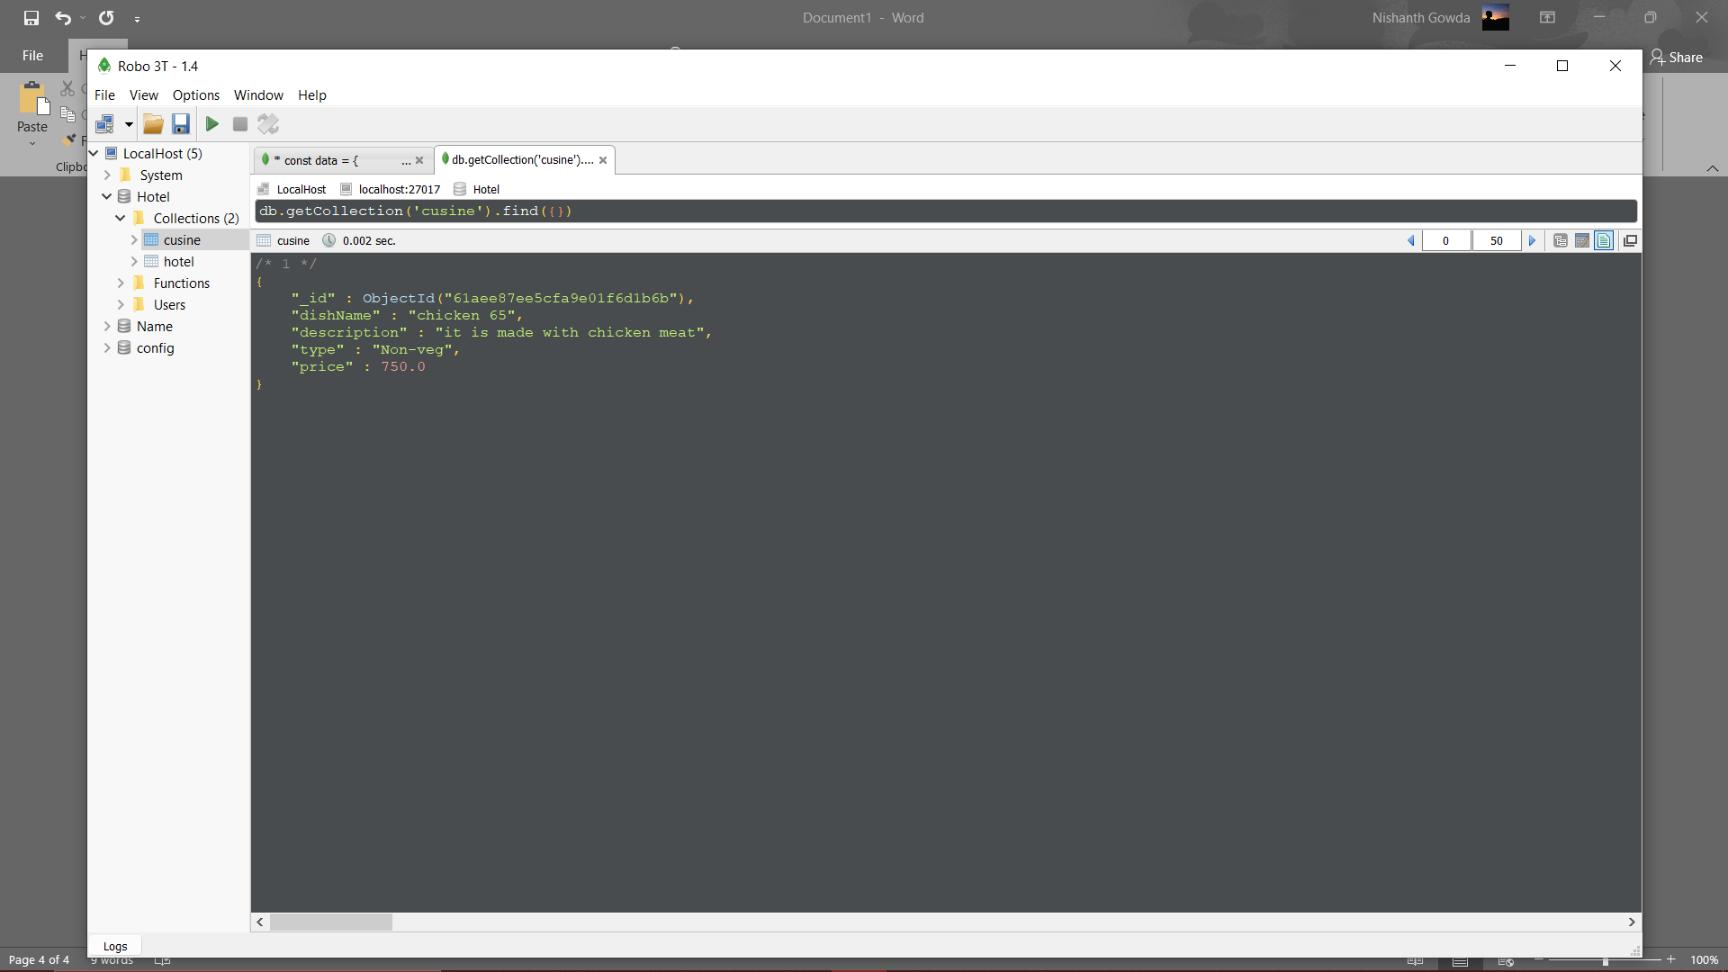 Document1 - Word
Nishanth Gowda
File
Share
Paste
Clipbo
Robo 3T - 1.4
File View Options Window Help
LocalHost (5)
System
Hotel
Collections (2)
cusine
hotel
Functions
Users
Name
config
* const data = { ...
db.getCollection('cusine')....
LocalHost localhost:27017 Hotel
db.getCollection('cusine').find({})
cusine 0.002 sec.
0 50
/* 1 */
{
"_id" : ObjectId("61aee87ee5cfa9e01f6d1b6b"),
"dishName" : "chicken 65",
"description" : "it is made with chicken meat",
"type" : "Non-veg",
"price" : 750.0
}
Logs
Page 4 of 4 9 words
100%